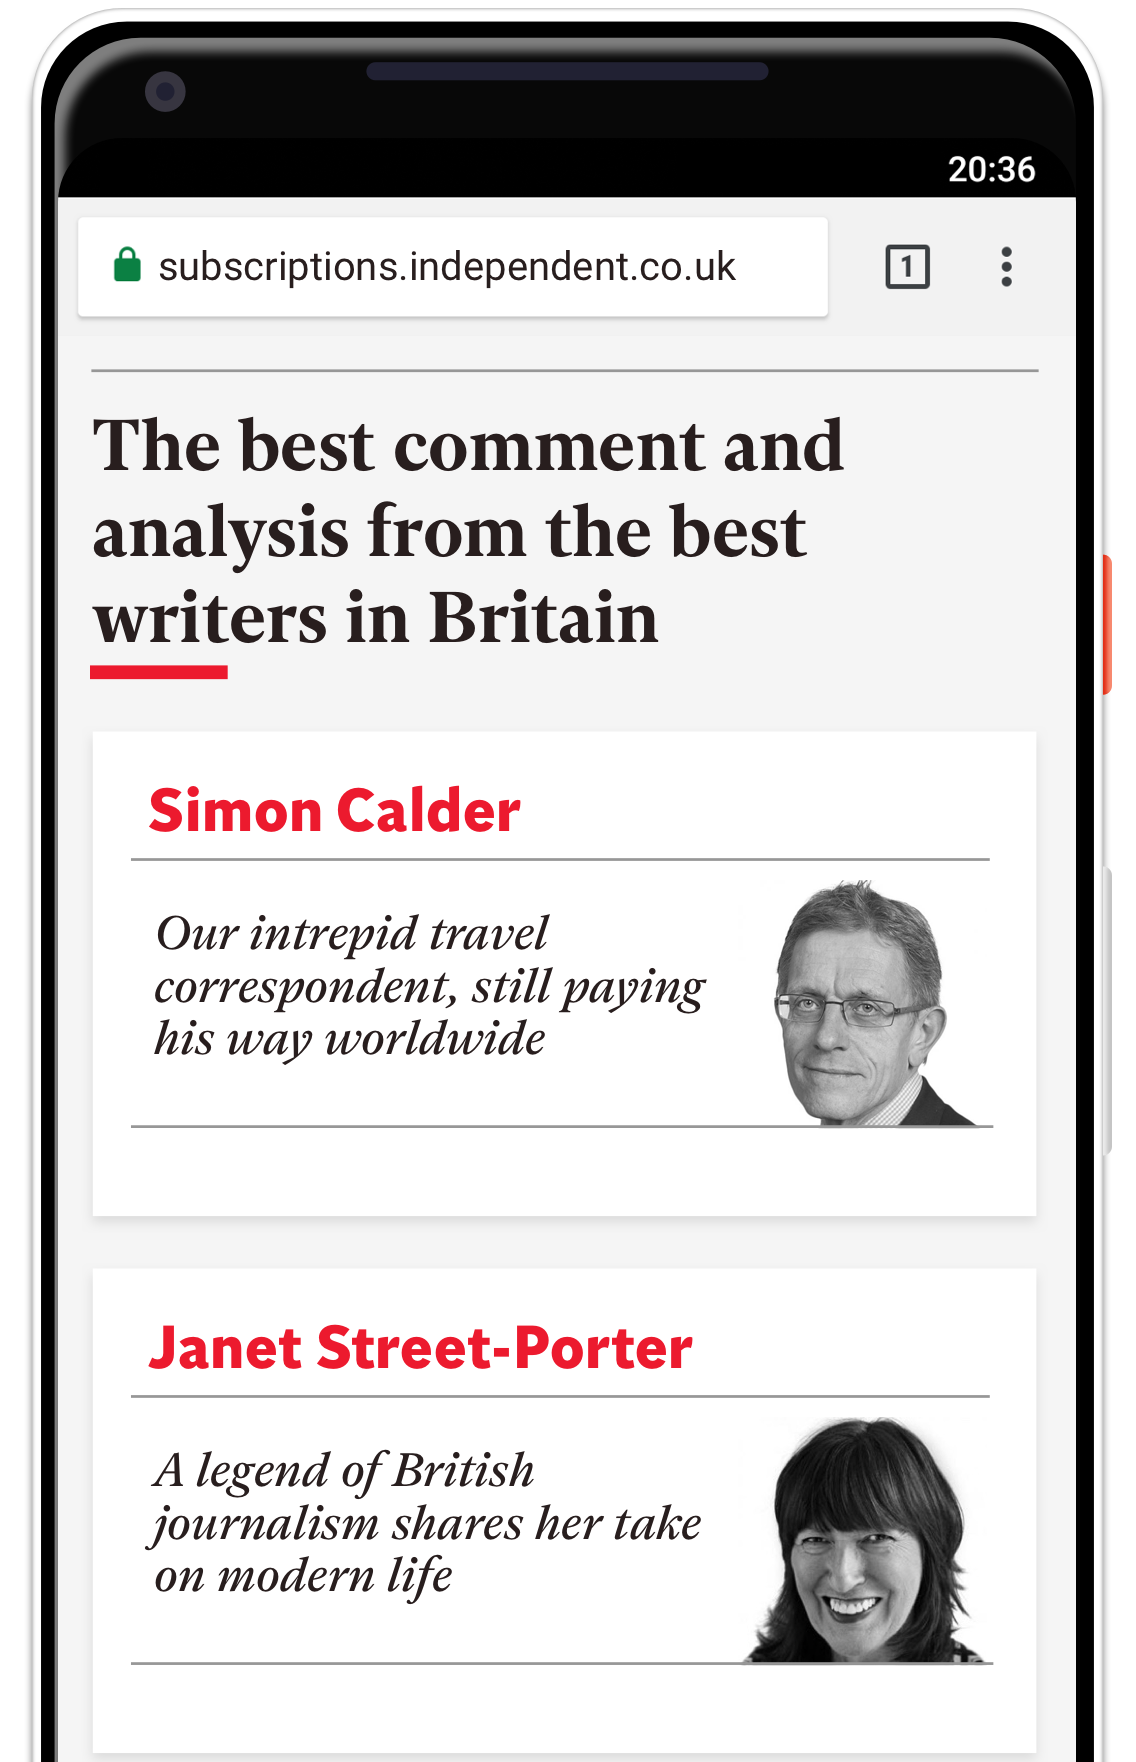 20:36
subscriptions.independent.co.uk
1
The best comment and
analysis from the best
writers in Britain
Simon Calder
Our intrepid travel
correspondent, still paying
his way worldwide
Janet Street-Porter
A legend of British
journalism shares her take
on modern life